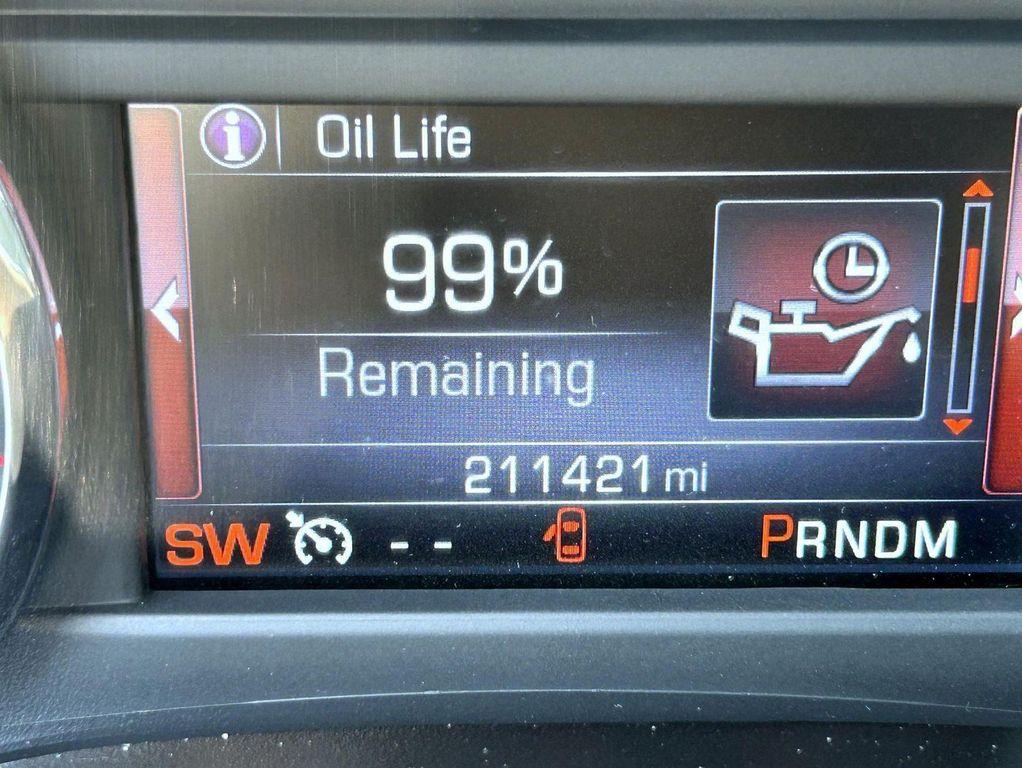 i Oil Life
99%
Remaining
211421 mi
SW -- PRNDM